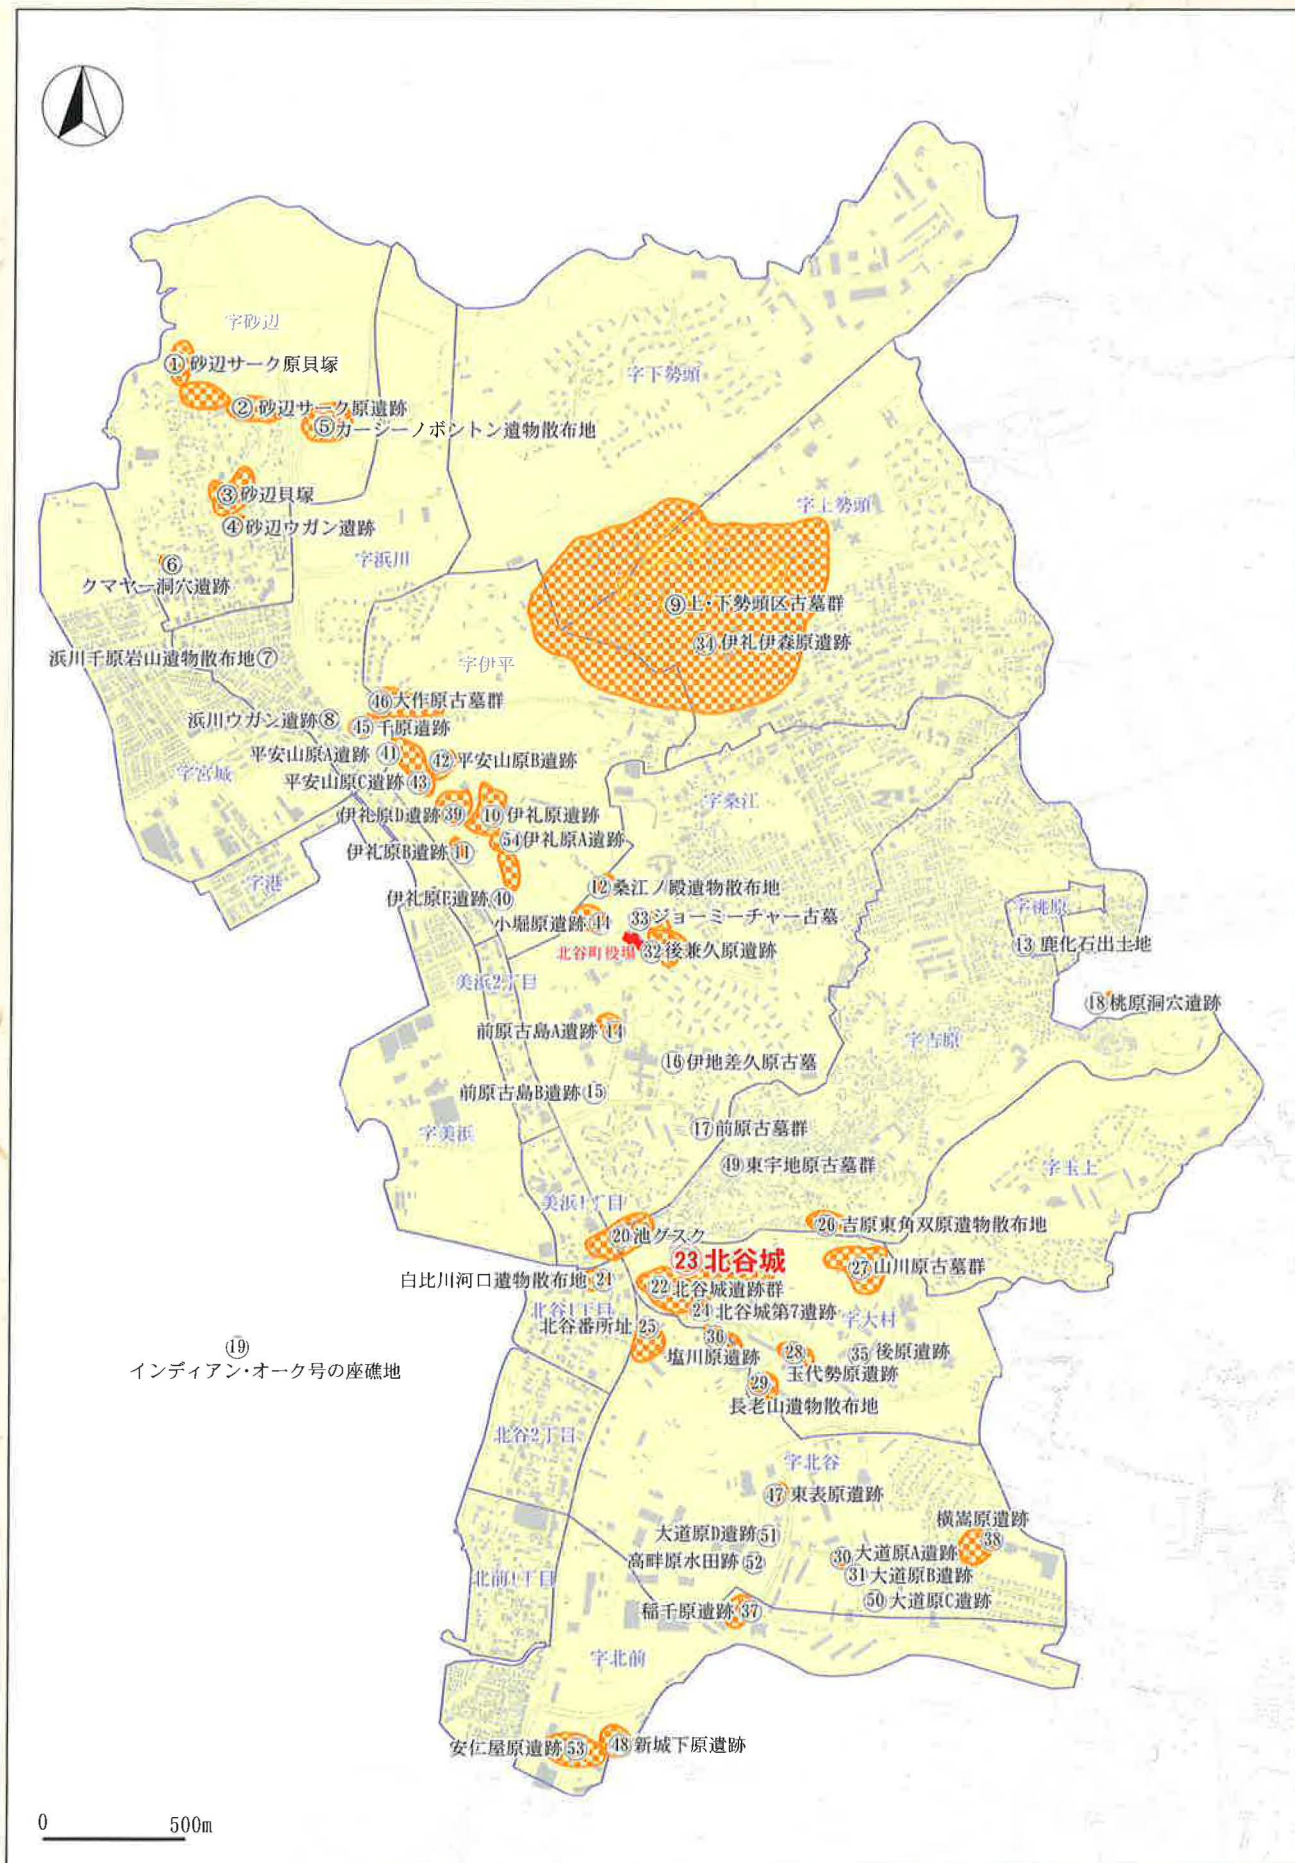 字砂辺
①砂辺サーク原貝塚
字下勢頭
②砂辺サーク原遺跡
⑤カーシーノボントン遺物散布地
③砂辺貝塚
字上勢頭
④砂辺ウガン遺跡
字浜川
⑥
クマヤー洞穴遺跡
⑨上・下勢頭区古墓群
㉞伊礼伊森原遺跡
浜川千原岩山遺物散布地⑦
字伊平
㊻大作原古墓群
浜川ウガン遺跡⑧
㊺千原遺跡
平安山原A遺跡㊶
㊷平安山原B遺跡
字宮城
平安山原C遺跡㊸
字桑江
伊礼原D遺跡㊴
⑩伊礼原遺跡
54伊礼原A遺跡
伊礼原B遺跡⑪
字港
伊礼原E遺跡㊵
⑫桑江ノ殿遺物散布地
字桃原
小堀原遺跡㊹
㉝ジョーミーチャー古墓
⑬鹿化石出土地
北谷町役場
㉜後兼久原遺跡
美浜2丁目
⑱桃原洞穴遺跡
前原古島A遺跡⑭
字吉原
⑯伊地差久原古墓
前原古島B遺跡⑮
字美浜
⑰前原古墓群
㊾東宇地原古墓群
字玉上
美浜1丁目
㉖吉原東角双原遺物散布地
⑳池グスク
㉓北谷城
㉗山川原古墓群
白比川河口遺物散布地㉑
㉒北谷城遺跡群
北谷1丁目
㉔北谷城第7遺跡
字大村
北谷番所址㉕
㊱
塩川原遺跡
㉘
玉代勢原遺跡
㉟後原遺跡
⑲
インディアン・オーク号の座礁地
㉙
長老山遺物散布地
北谷2丁目
字北谷
㊼東表原遺跡
横嵩原遺跡
㊳
大道原D遺跡51
高畔原水田跡52
㉚大道原A遺跡
㉛大道原B遺跡
北前1丁目
㊿大道原C遺跡
稲干原遺跡㊲
字北前
安仁屋原遺跡53
㊽新城下原遺跡
0 500m